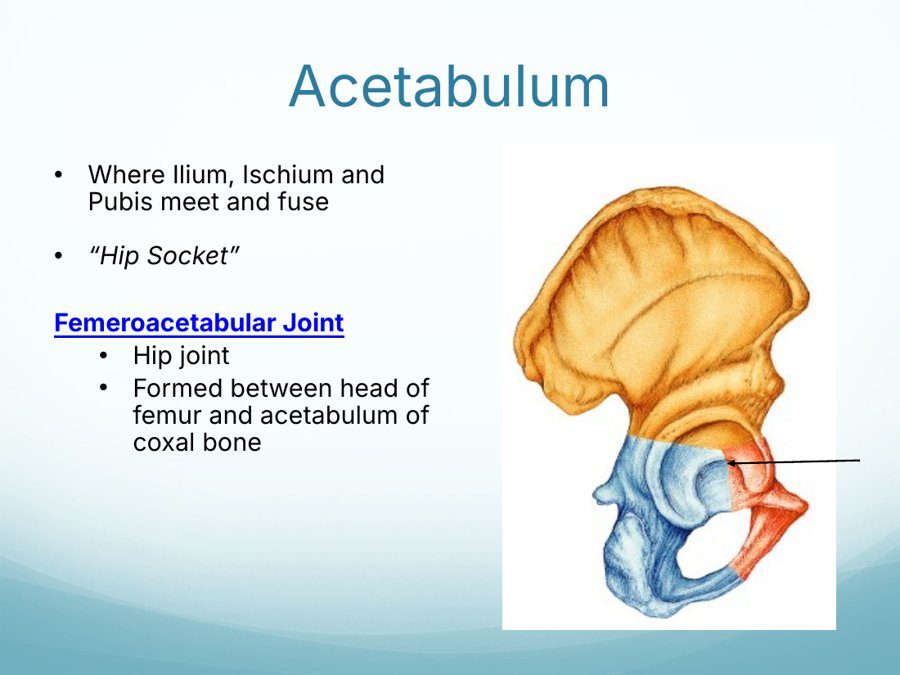 Acetabulum
• Where Ilium, Ischium and
Pubis meet and fuse
• “Hip Socket”
Femeroacetabular Joint
• Hip joint
• Formed between head of
femur and acetabulum of
coxal bone